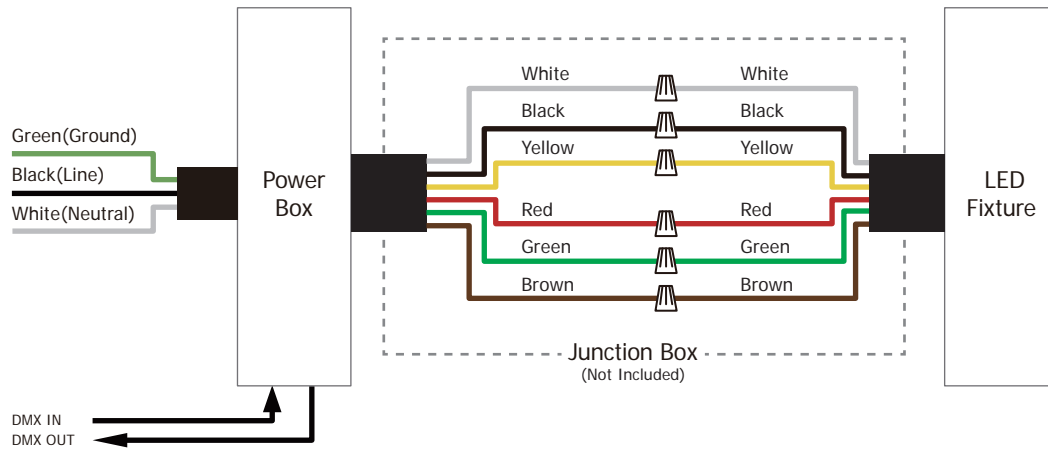 Green(Ground)
Black(Line)
White(Neutral)
Power
Box
White
White
Black
Black
Yellow
Yellow
Red
Red
Green
Green
Brown
Brown
Junction Box
(Not Included)
LED
Fixture
DMX IN
DMX OUT